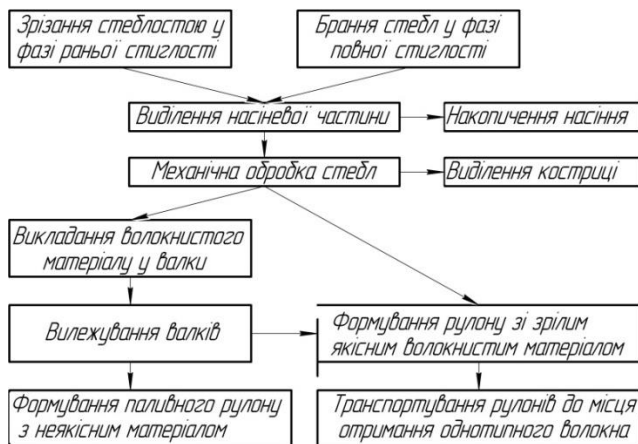 Зрізання стеблостою у
фазі раньої стиглості
Брання стебл у фазі
повної стиглості
Виділення насіневої частини
Накопичення насіння
Механічна обробка стебл
Виділення костриці
Викладання волокнистого
матеріалу у валки
Вилежування валків
Формування рулону зі зрілим
якісним волокнистим матеріалом
Формування паливного рулону
з неякісним матеріалом
Транспортування рулонів до місця
отримання однотипного волокна